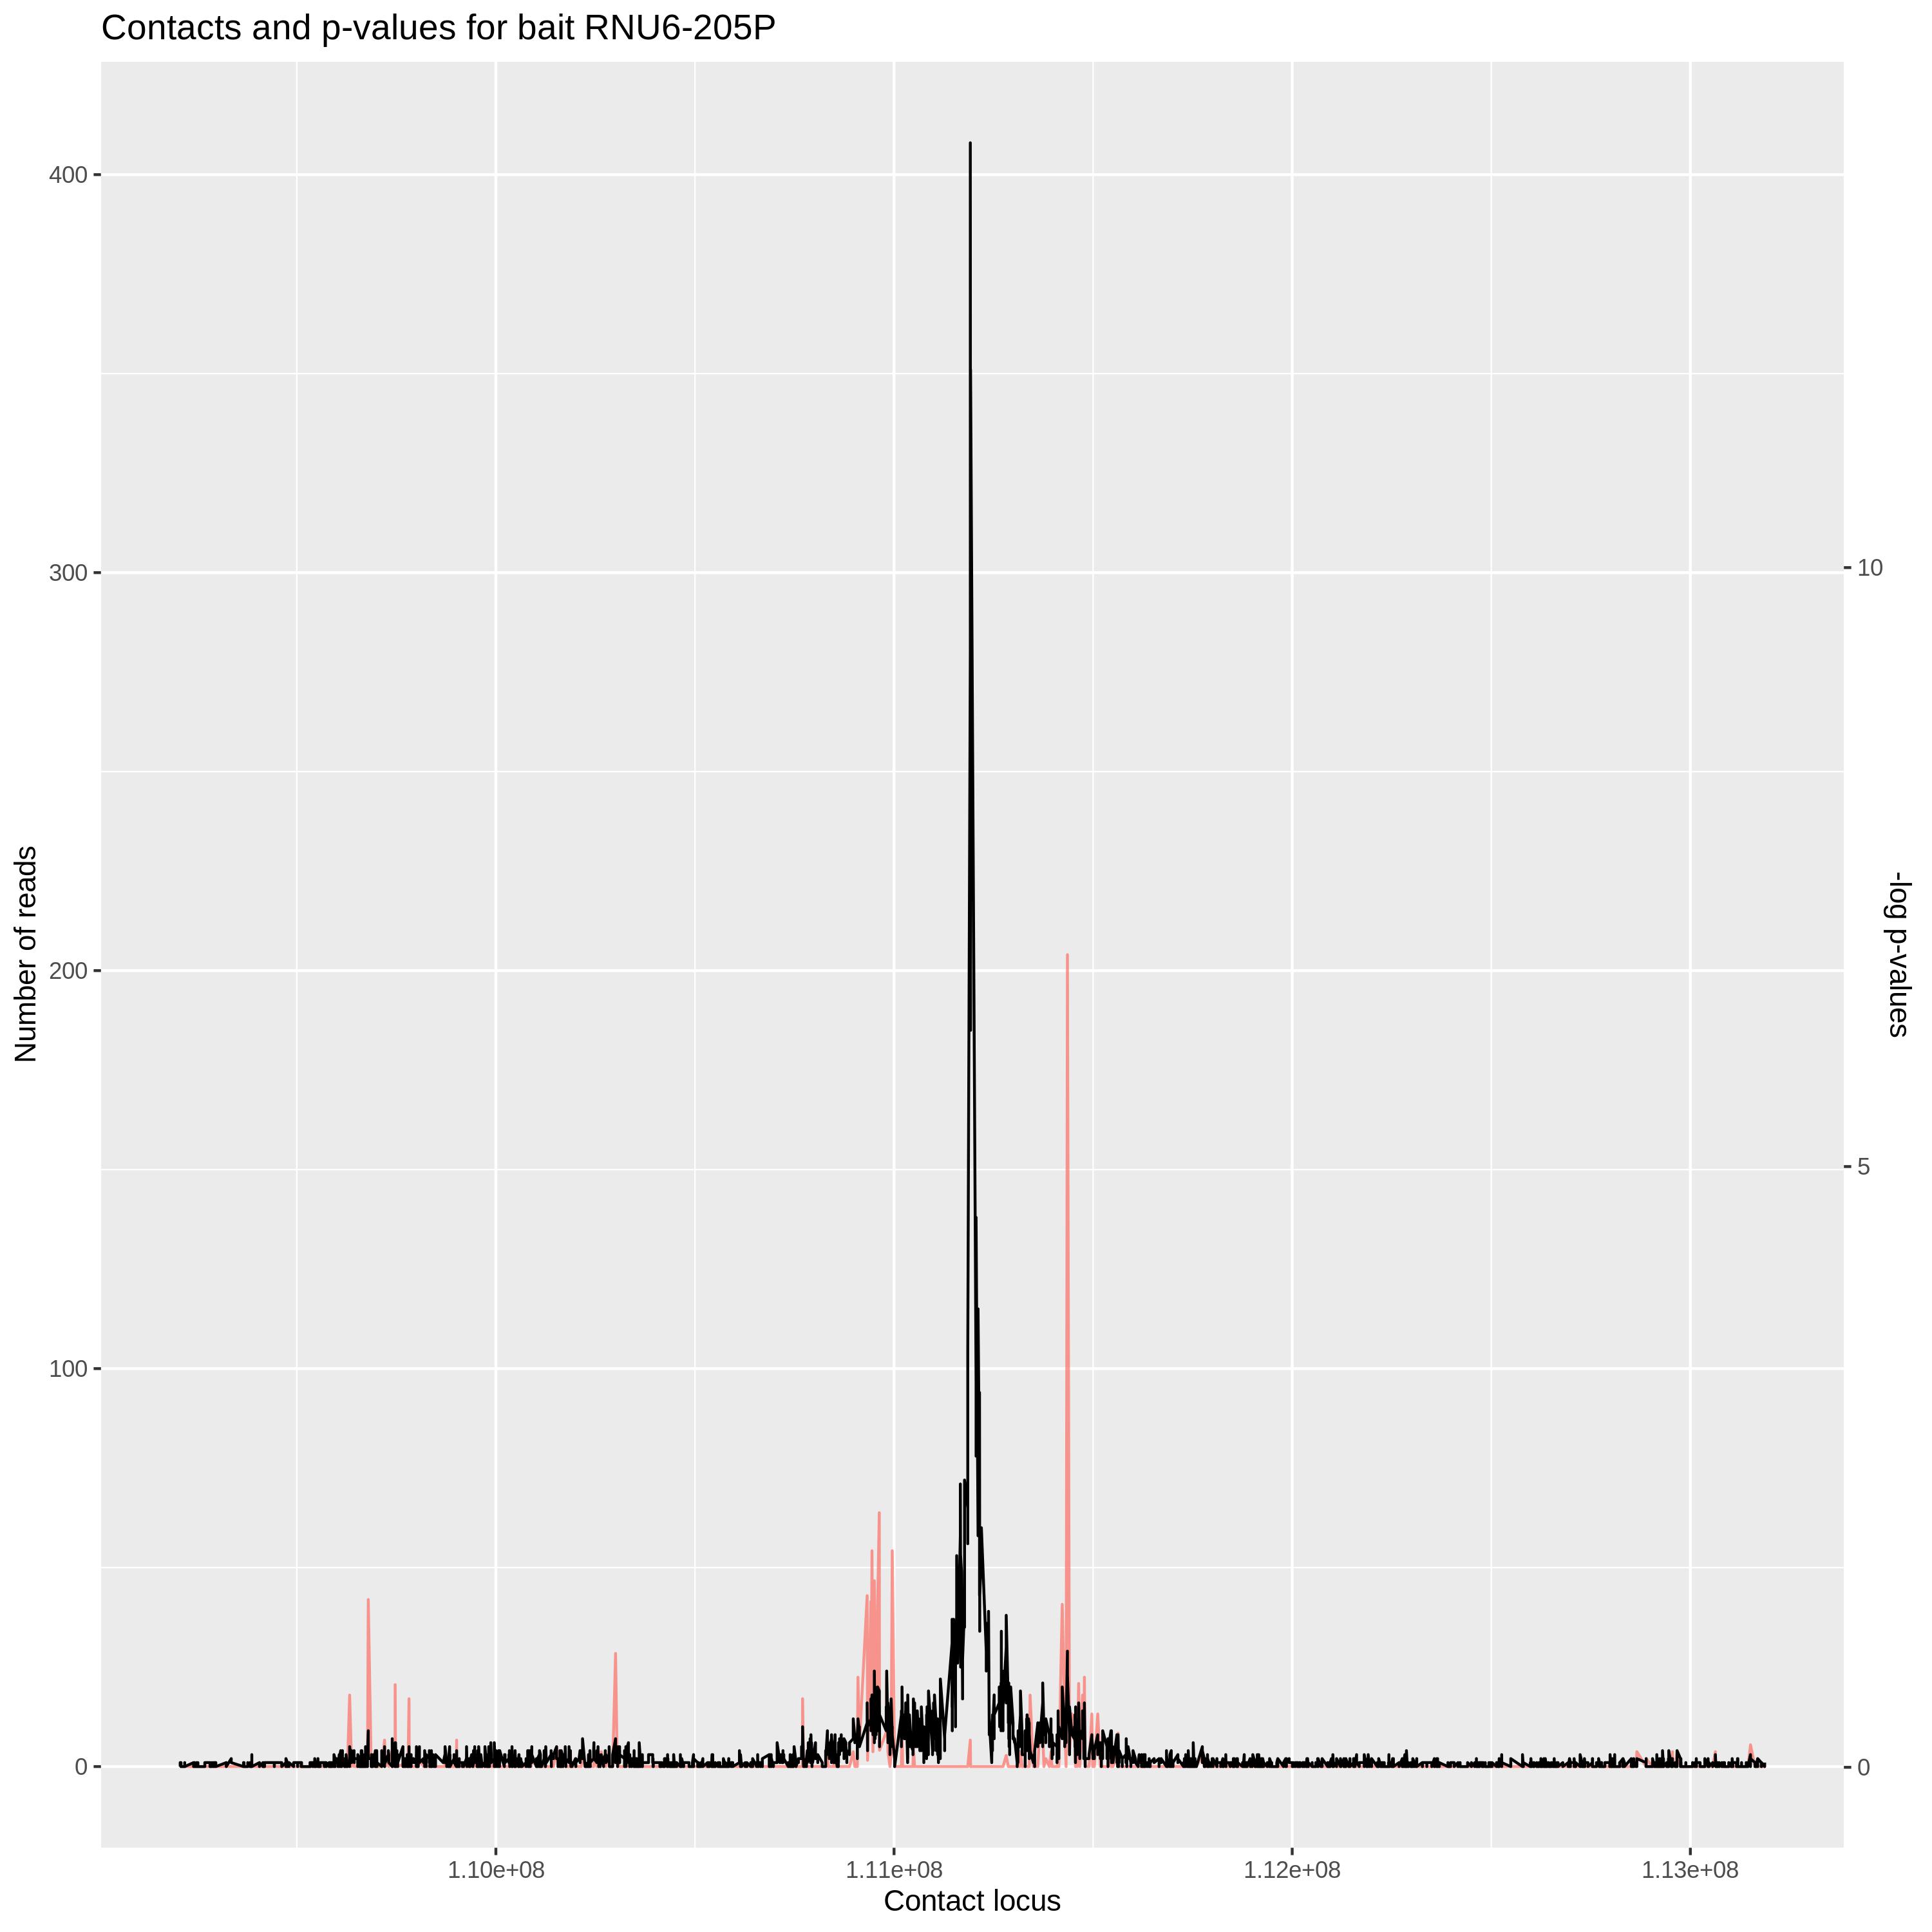 Contacts and p-values for bait RNU6-205P
400
300
200
100
0
Number of reads
10
5
0
-log p-values
1.10e+08
1.11e+08
1.12e+08
1.13e+08
Contact locus